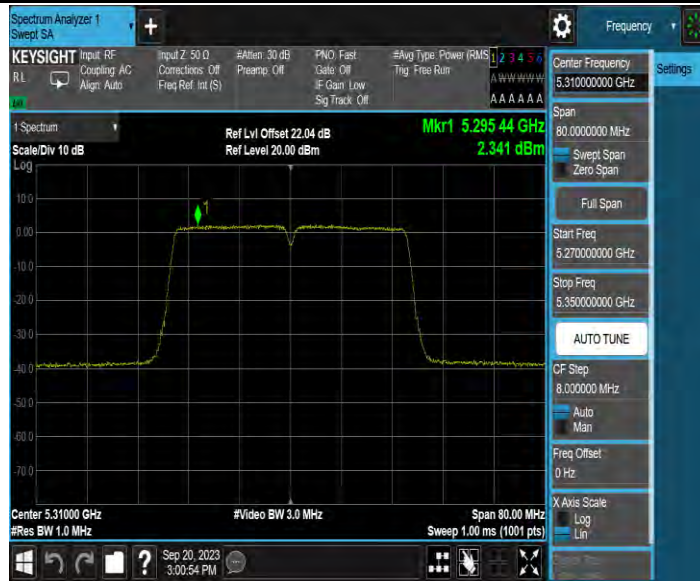 Spectrum Analyzer 1
Swept SA
+
Frequency
KEYSIGHT
RL
Input: RF
Coupling: AC
Align: Auto
Input Z: 50 Ω
Corrections: Off
Freq Ref: Int (S)
#Atten: 30 dB
Preamp: Off
PNO: Fast
Gate: Off
IF Gain: Low
Sig Track: Off
#Avg Type: Power (RMS
Trig: Free Run
1 2 3 4 5 6
A W W W W W
A A A A A A
Center Frequency
5.310000000 GHz
Settings
Span
80.0000000 MHz
Swept Span
Zero Span
Full Span
Start Freq
5.270000000 GHz
Stop Freq
5.350000000 GHz
AUTO TUNE
CF Step
8.000000 MHz
Auto
Man
Freq Offset
0 Hz
X Axis Scale
Log
Lin
1 Spectrum
Scale/Div 10 dB
Ref Lvl Offset 22.04 dB
Ref Level 20.00 dBm
Mkr1 5.295 44 GHz
2.341 dBm
Log
10.0
0.00
-10.0
-20.0
-30.0
-40.0
-50.0
-60.0
-70.0
1
Center 5.31000 GHz
#Res BW 1.0 MHz
#Video BW 3.0 MHz
Span 80.00 MHz
Sweep 1.00 ms (1001 pts)
?
Sep 20, 2023
3:00:54 PM